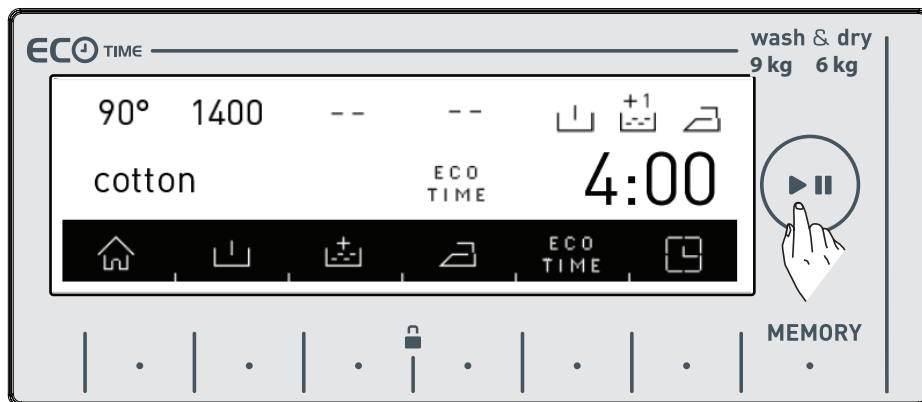 ECO TIME
wash & dry
9 kg 6 kg
90° 1400 -- -- +1
cotton ECO TIME 4:00
+ ECO TIME
MEMORY